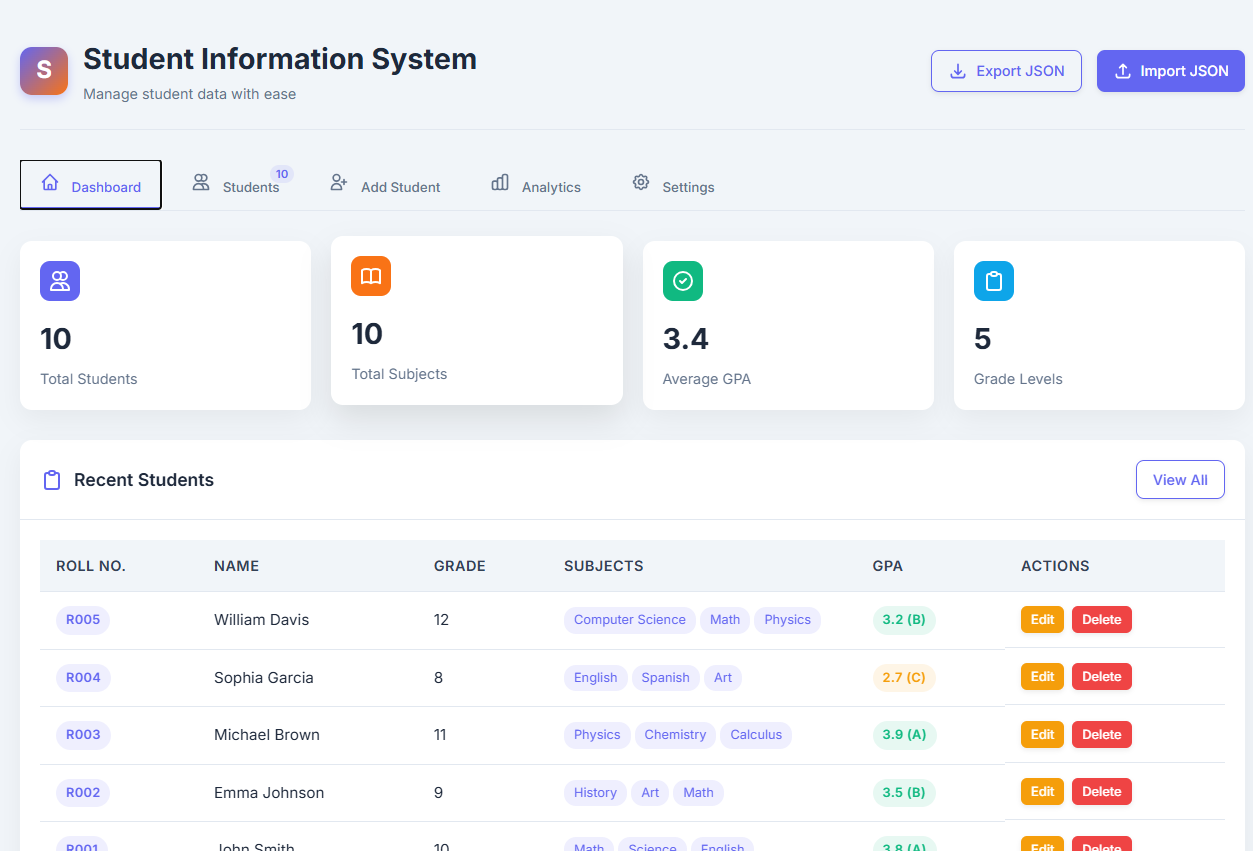 S
Student Information System
Manage student data with ease
Export JSON
Import JSON
Dashboard
Students
10
Add Student
Analytics
Settings
10
Total Students
10
Total Subjects
3.4
Average GPA
5
Grade Levels
Recent Students
View All
ROLL NO. NAME GRADE SUBJECTS GPA ACTIONS
R005 William Davis 12 Computer Science Math Physics 3.2 (B) Edit Delete
R004 Sophia Garcia 8 English Spanish Art 2.7 (C) Edit Delete
R003 Michael Brown 11 Physics Chemistry Calculus 3.9 (A) Edit Delete
R002 Emma Johnson 9 History Art Math 3.5 (B) Edit Delete
R001 John Smith 10 Math Science English 3.8 (A) Edit Delete